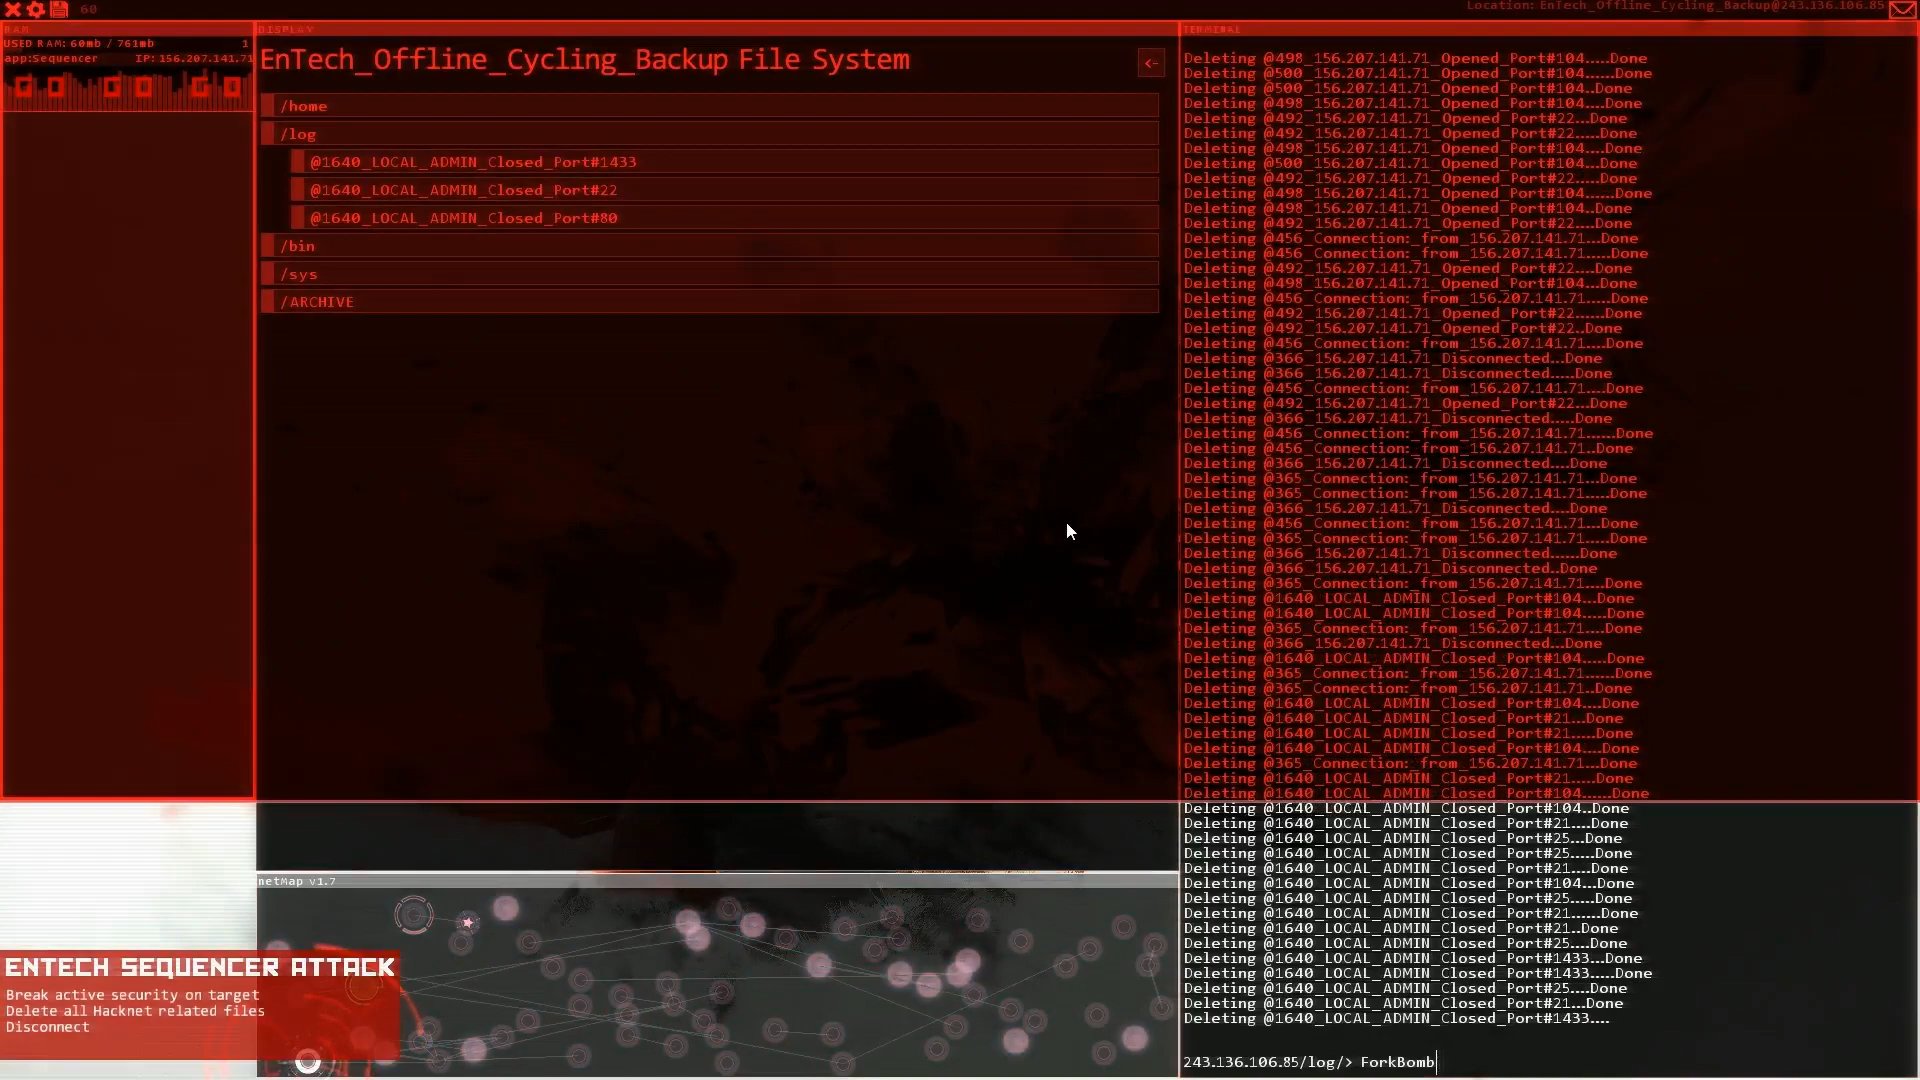 60
Location: EnTech_Offline_Cycling_Backup@243.136.106.85
RAM
USED RAM: 60mb / 761mb 1
app:Sequencer IP: 156.207.141.71
GO GO GO
DISPLAY
EnTech_Offline_Cycling_Backup File System
<-
/home
/log
@1640_LOCAL_ADMIN_Closed_Port#1433
@1640_LOCAL_ADMIN_Closed_Port#22
@1640_LOCAL_ADMIN_Closed_Port#80
/bin
/sys
/ARCHIVE
netMap v1.7
ENTECH SEQUENCER ATTACK
Break active security on target
Delete all Hacknet related files
Disconnect
TERMINAL
Deleting @498_156.207.141.71_Opened_Port#104.....Done
Deleting @500_156.207.141.71_Opened_Port#104......Done
Deleting @500_156.207.141.71_Opened_Port#104....Done
Deleting @498_156.207.141.71_Opened_Port#104....Done
Deleting @492_156.207.141.71_Opened_Port#22...Done
Deleting @492_156.207.141.71_Opened_Port#22.....Done
Deleting @498_156.207.141.71_Opened_Port#104....Done
Deleting @500_156.207.141.71_Opened_Port#104...Done
Deleting @492_156.207.141.71_Opened_Port#22....Done
Deleting @498_156.207.141.71_Opened_Port#104......Done
Deleting @498_156.207.141.71_Opened_Port#104..Done
Deleting @492_156.207.141.71_Opened_Port#22...Done
Deleting @456_Connection:_from_156.207.141.71...Done
Deleting @456_Connection:_from_156.207.141.71.....Done
Deleting @492_156.207.141.71_Opened_Port#22....Done
Deleting @498_156.207.141.71_Opened_Port#104...Done
Deleting @456_Connection:_from_156.207.141.71.....Done
Deleting @492_156.207.141.71_Opened_Port#22......Done
Deleting @492_156.207.141.71_Opened_Port#22..Done
Deleting @456_Connection:_from_156.207.141.71....Done
Deleting @366_156.207.141.71_Disconnected...Done
Deleting @366_156.207.141.71_Disconnected.....Done
Deleting @456_Connection:_from_156.207.141.71....Done
Deleting @492_156.207.141.71_Opened_Port#22...Done
Deleting @366_156.207.141.71_Disconnected.....Done
Deleting @456_Connection:_from_156.207.141.71......Done
Deleting @456_Connection:_from_156.207.141.71..Done
Deleting @366_156.207.141.71_Disconnected....Done
Deleting @365_Connection:_from_156.207.141.71...Done
Deleting @365_Connection:_from_156.207.141.71.....Done
Deleting @366_156.207.141.71_Disconnected....Done
Deleting @456_Connection:_from_156.207.141.71...Done
Deleting @365_Connection:_from_156.207.141.71.....Done
Deleting @366_156.207.141.71_Disconnected......Done
Deleting @366_156.207.141.71_Disconnected..Done
Deleting @365_Connection:_from_156.207.141.71....Done
Deleting @1640_LOCAL_ADMIN_Closed_Port#104...Done
Deleting @1640_LOCAL_ADMIN_Closed_Port#104.....Done
Deleting @365_Connection:_from_156.207.141.71....Done
Deleting @366_156.207.141.71_Disconnected...Done
Deleting @1640_LOCAL_ADMIN_Closed_Port#104.....Done
Deleting @365_Connection:_from_156.207.141.71......Done
Deleting @365_Connection:_from_156.207.141.71..Done
Deleting @1640_LOCAL_ADMIN_Closed_Port#104....Done
Deleting @1640_LOCAL_ADMIN_Closed_Port#21...Done
Deleting @1640_LOCAL_ADMIN_Closed_Port#21.....Done
Deleting @1640_LOCAL_ADMIN_Closed_Port#104....Done
Deleting @365_Connection:_from_156.207.141.71...Done
Deleting @1640_LOCAL_ADMIN_Closed_Port#21.....Done
Deleting @1640_LOCAL_ADMIN_Closed_Port#104......Done
Deleting @1640_LOCAL_ADMIN_Closed_Port#104..Done
Deleting @1640_LOCAL_ADMIN_Closed_Port#21....Done
Deleting @1640_LOCAL_ADMIN_Closed_Port#25...Done
Deleting @1640_LOCAL_ADMIN_Closed_Port#25.....Done
Deleting @1640_LOCAL_ADMIN_Closed_Port#21....Done
Deleting @1640_LOCAL_ADMIN_Closed_Port#104...Done
Deleting @1640_LOCAL_ADMIN_Closed_Port#25.....Done
Deleting @1640_LOCAL_ADMIN_Closed_Port#21......Done
Deleting @1640_LOCAL_ADMIN_Closed_Port#21..Done
Deleting @1640_LOCAL_ADMIN_Closed_Port#25....Done
Deleting @1640_LOCAL_ADMIN_Closed_Port#1433...Done
Deleting @1640_LOCAL_ADMIN_Closed_Port#1433.....Done
Deleting @1640_LOCAL_ADMIN_Closed_Port#25....Done
Deleting @1640_LOCAL_ADMIN_Closed_Port#21...Done
Deleting @1640_LOCAL_ADMIN_Closed_Port#1433....
243.136.106.85/log/> ForkBomb